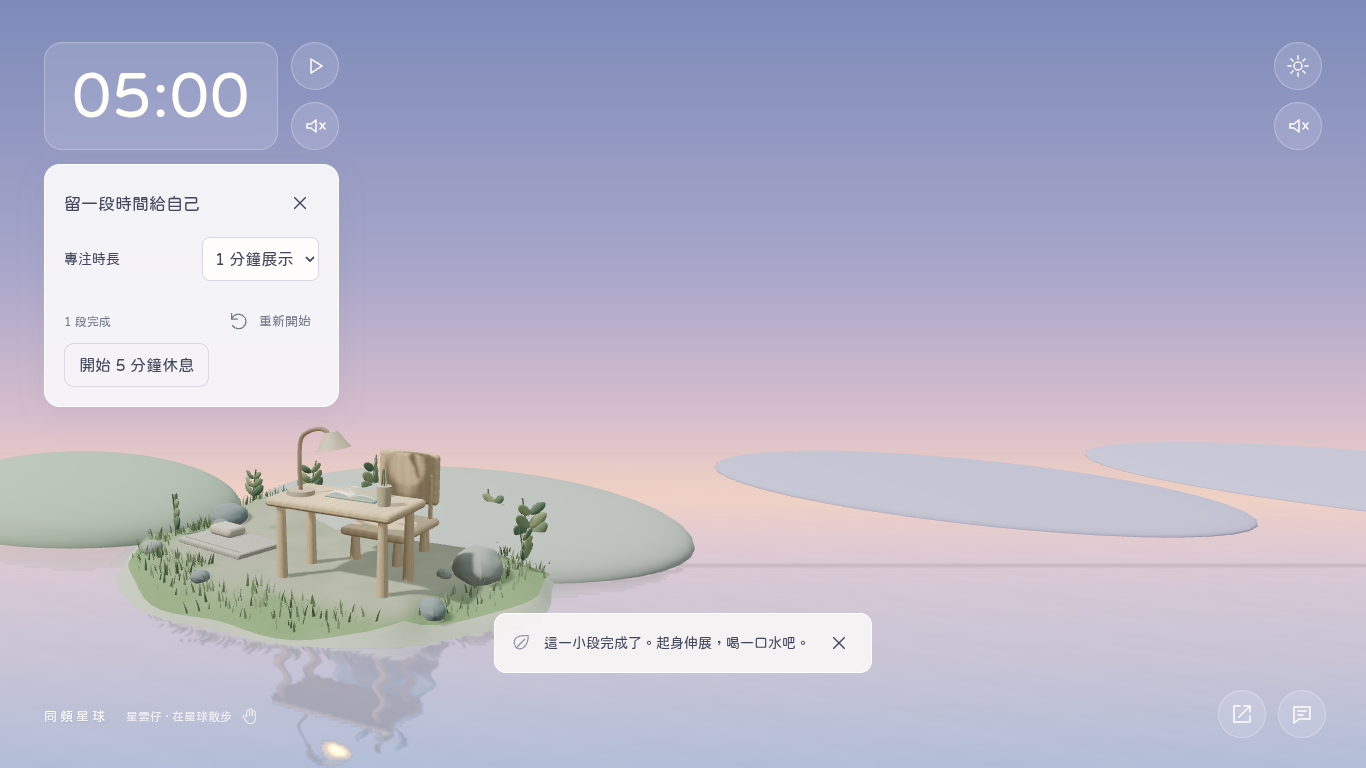 05:00
留一段時間給自己
專注時長
1 分鐘展示
1 段完成
重新開始
開始 5 分鐘休息
這一小段完成了。起身伸展，喝一口水吧。
同頻星球
星雲仔 · 在星球散步